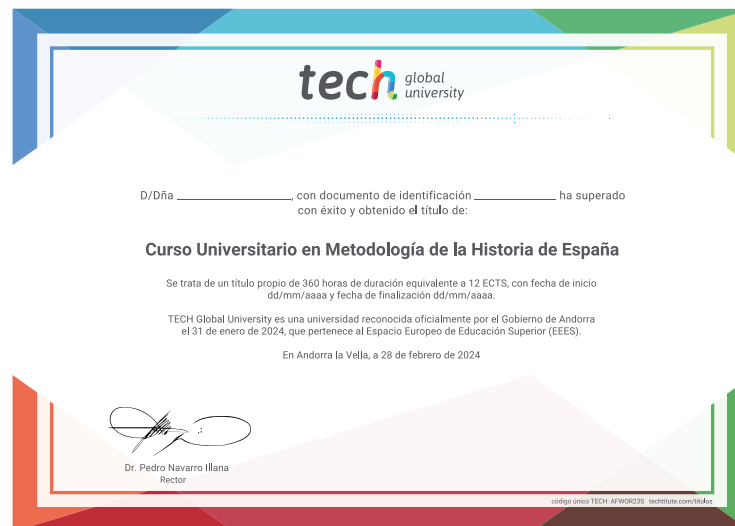 tech global university
D/Dña ______________________, con documento de identificación ________________ ha superado
con éxito y obtenido el título de:
Curso Universitario en Metodología de la Historia de España
Se trata de un título propio de 360 horas de duración equivalente a 12 ECTS, con fecha de inicio
dd/mm/aaaa y fecha de finalización dd/mm/aaaa.
TECH Global University es una universidad reconocida oficialmente por el Gobierno de Andorra
el 31 de enero de 2024, que pertenece al Espacio Europeo de Educación Superior (EEES).
En Andorra la Vella, a 28 de febrero de 2024
Dr. Pedro Navarro Illana
Rector
código único TECH: AFWOR23S techtitute.com/titulos